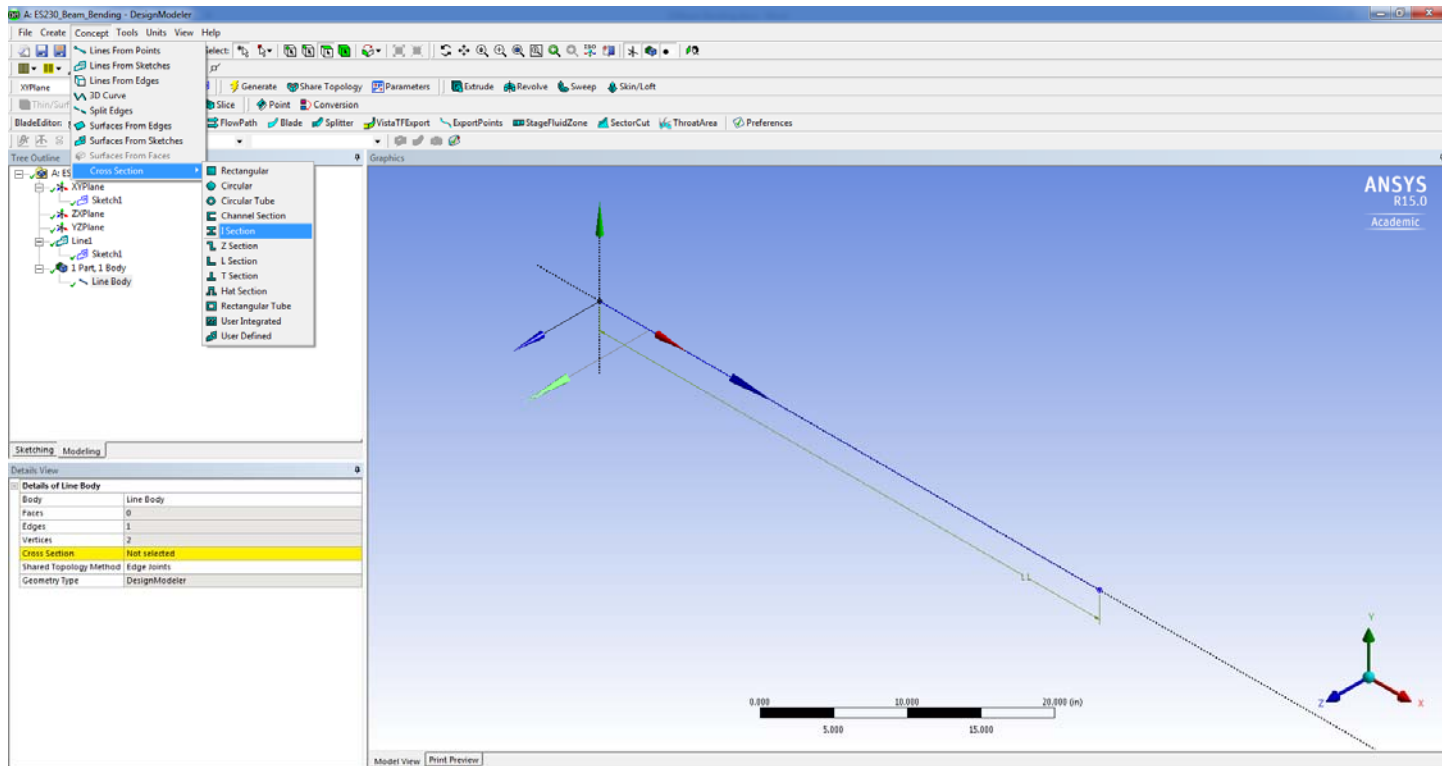 A: ES230_Beam_Bending - DesignModeler
File Create Concept Tools Units View Help
Lines From Points
Select:
Lines From Sketches
Lines From Edges
XYPlane
Generate Share Topology Parameters Extrude Revolve Sweep Skin/Loft
3D Curve
Thin/Surf
Slice Point Conversion
Split Edges
BladeEditor:
FlowPath Blade Splitter VistaTFExport ExportPoints StageFluidZone SectorCut ThroatArea Preferences
Surfaces From Edges
Surfaces From Sketches
Surfaces From Faces
Cross Section
Tree Outline
Graphics
A: ES
XYPlane
Sketch1
ZXPlane
YZPlane
Line1
Sketch1
1 Part, 1 Body
Line Body
Rectangular
Circular
Circular Tube
Channel Section
I Section
Z Section
L Section
T Section
Hat Section
Rectangular Tube
User Integrated
User Defined
ANSYS
R15.0
Academic
Sketching Modeling
Details View
Details of Line Body
Body Line Body
Faces 0
Edges 1
Vertices 2
Cross Section Not selected
Shared Topology Method Edge Joints
Geometry Type DesignModeler
Y
Z
X
0.000 10.000 20.000 (in)
5.000 15.000
Model View Print Preview